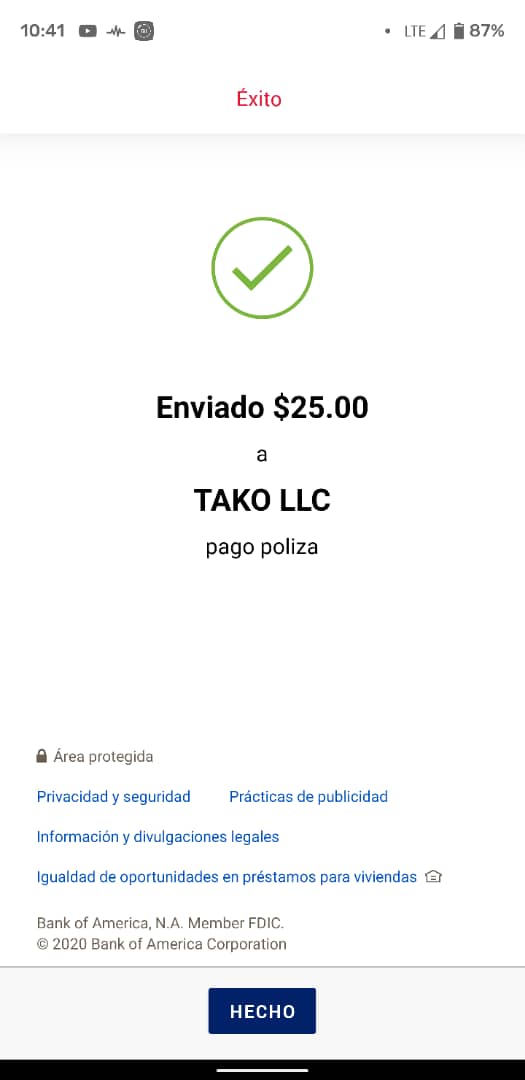 10:41 LTE 87%
Éxito
Enviado $25.00
a
TAKO LLC
pago poliza
Área protegida
Privacidad y seguridad Prácticas de publicidad
Información y divulgaciones legales
Igualdad de oportunidades en préstamos para viviendas
Bank of America, N.A. Member FDIC.
© 2020 Bank of America Corporation
HECHO